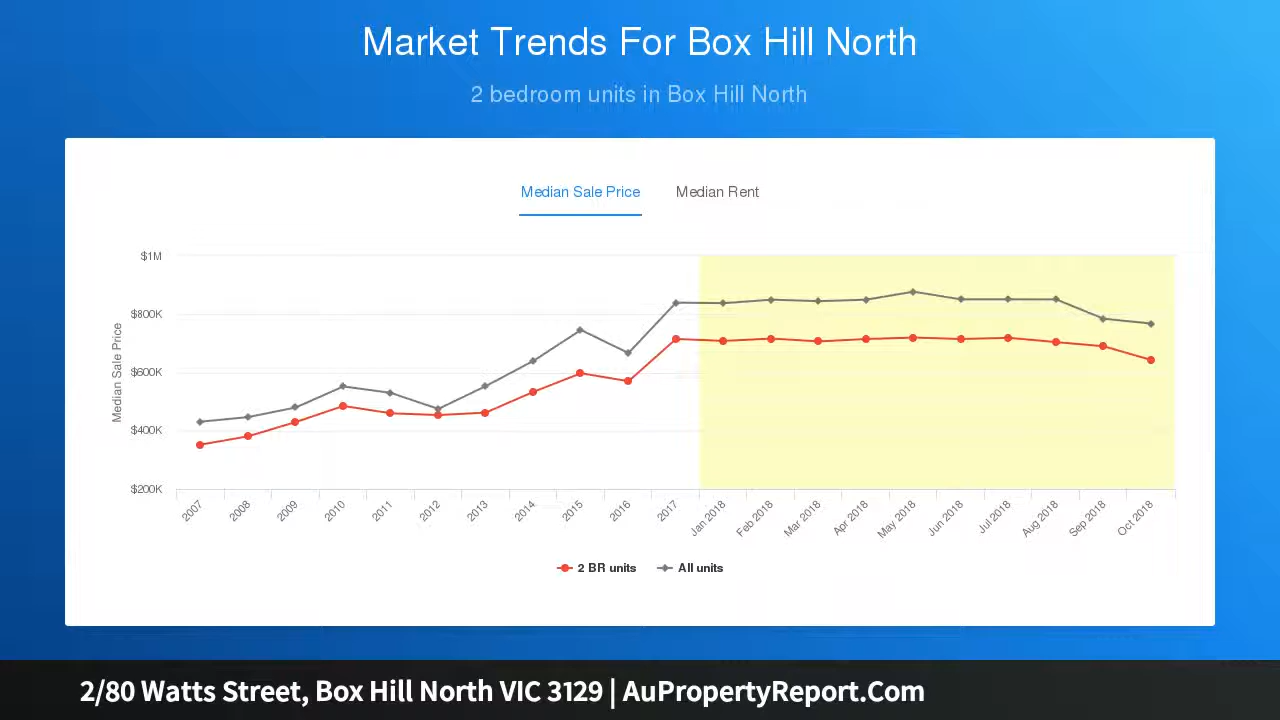 Market Trends For Box Hill North
2 bedroom units in Box Hill North
Median Sale Price Median Rent
Median Sale Price
$1M
$800K
$600K
$400K
$200K
2007 2008 2009 2010 2011 2012 2013 2014 2015 2016 2017 Jan 2018 Feb 2018 Mar 2018 Apr 2018 May 2018 Jun 2018 Jul 2018 Aug 2018 Sep 2018 Oct 2018
2 BR units All units
2/80 Watts Street, Box Hill North VIC 3129 | AuPropertyReport.Com